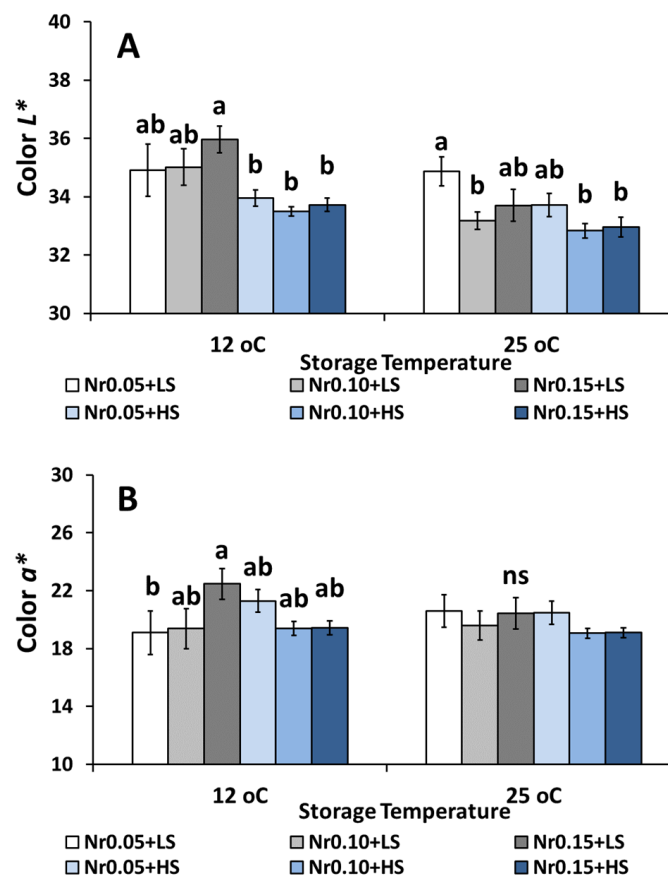 40
38
36
34
32
30
Color L*
A
ab ab a b b b
a b ab ab b b
12 oC 25 oC
Storage Temperature
Nr0.05+LS Nr0.10+LS Nr0.15+LS
Nr0.05+HS Nr0.10+HS Nr0.15+HS
30
26
22
18
14
10
Color a*
B
b ab a ab ab ab
ns
12 oC 25 oC
Storage Temperature
Nr0.05+LS Nr0.10+LS Nr0.15+LS
Nr0.05+HS Nr0.10+HS Nr0.15+HS